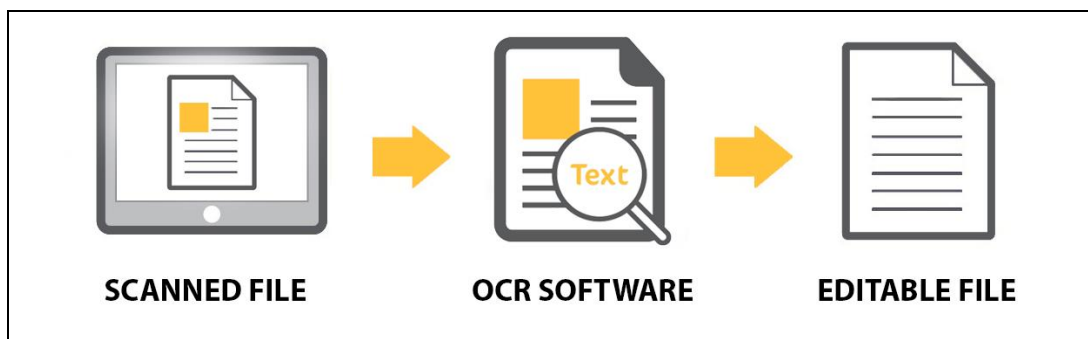 Text
SCANNED FILE
OCR SOFTWARE
EDITABLE FILE